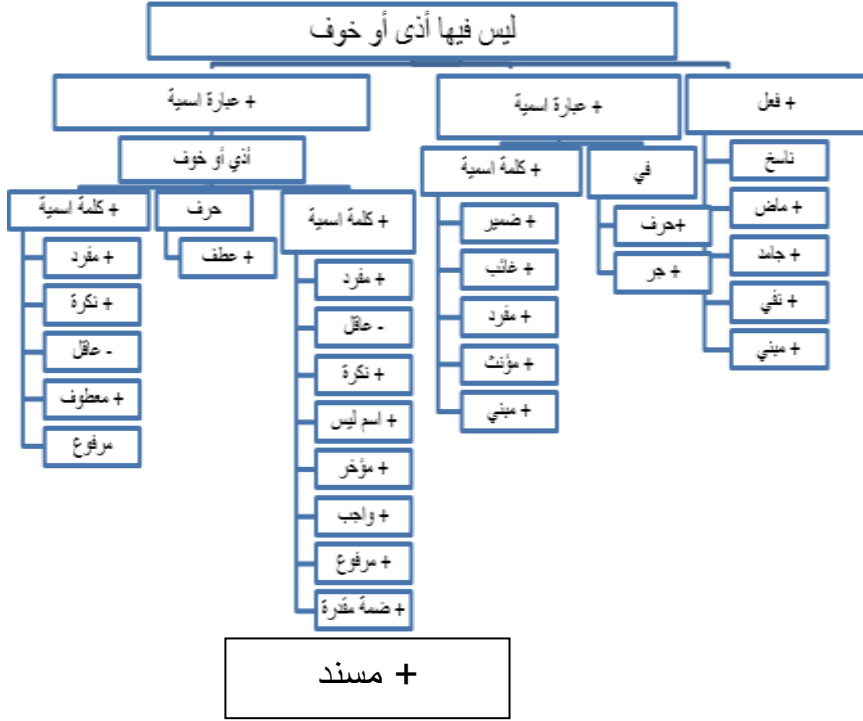 ليس فيها أذى أو خوف
+ فعل
ناسخ
+ ماض
+ جامد
+ نفي
+ مبني
+ عبارة اسمية
في
+حرف
+ جر
+ كلمة اسمية
+ ضمير
+ غائب
+ مفرد
+ مؤنث
+ مبني
+ عبارة اسمية
أذي أو خوف
+ كلمة اسمية
+ مفرد
- عاقل
+ نكرة
+ اسم ليس
+ مؤخر
+ واجب
+ مرفوع
+ ضمة مقدرة
حرف
+ عطف
+ كلمة اسمية
+ مفرد
+ نكرة
- عاقل
+ معطوف
مرفوع
+ مسند